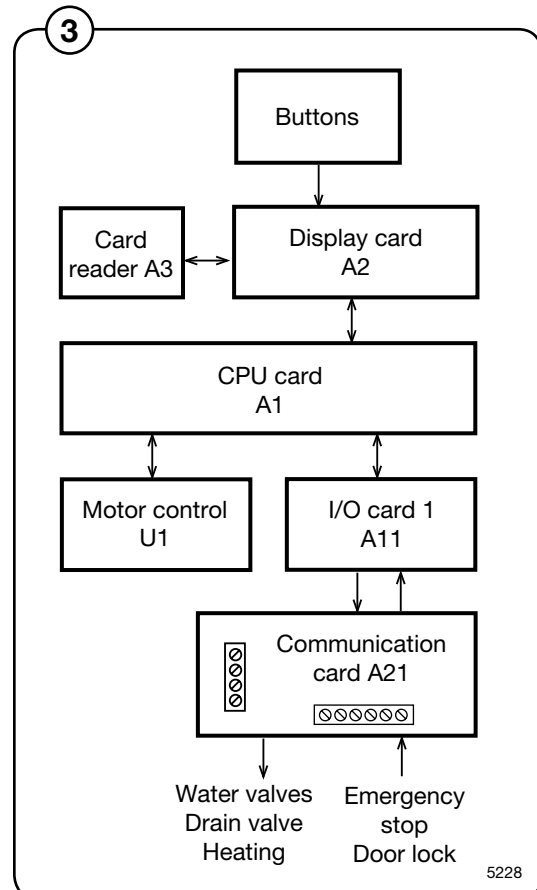 3
Buttons
Card
reader A3
Display card
A2
CPU card
A1
Motor control
U1
I/O card 1
A11
Communication
card A21
Water valves
Drain valve
Heating
Emergency
stop
Door lock
5228